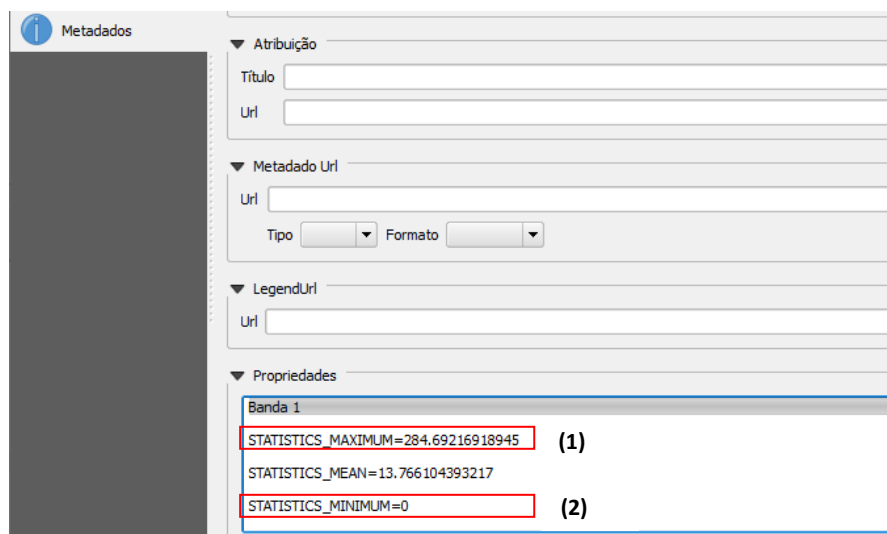 Metadados
Atribuição
Título
Url
Metadado Url
Url
Tipo Formato
LegendUrl
Url
Propriedades
Banda 1
STATISTICS_MAXIMUM=284.69216918945 (1)
STATISTICS_MEAN=13.766104393217
STATISTICS_MINIMUM=0 (2)